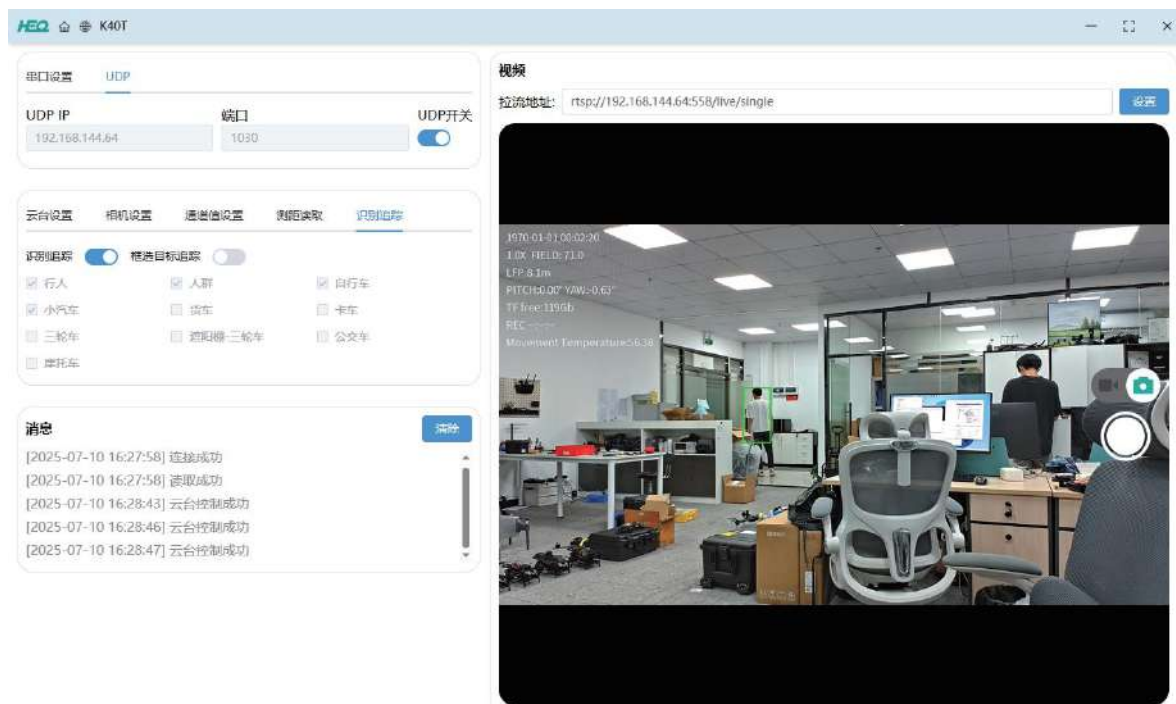 HEQ K40T
串口设置 UDP
UDP IP 端口 UDP开关
192.168.144.64 1030
云台设置 相机设置 通道值设置 测距读取 识别追踪
识别追踪 框选目标追踪
行人 人群 自行车
小汽车 货车 卡车
三轮车 遮阳棚-三轮车 公交车
摩托车
消息 清除
[2025-07-10 16:27:58] 连接成功
[2025-07-10 16:27:58] 读取成功
[2025-07-10 16:28:43] 云台控制成功
[2025-07-10 16:28:46] 云台控制成功
[2025-07-10 16:28:47] 云台控制成功
视频
拉流地址: rtsp://192.168.144.64:558/live/single 设置
1970-01-01 00:02:20
1.0X FIELD: 71.0
LFP:8.1m
PITCH:0.00° YAW:-0.63°
TF free:119Gb
REC --:--:--
Movement Temperature:56.38